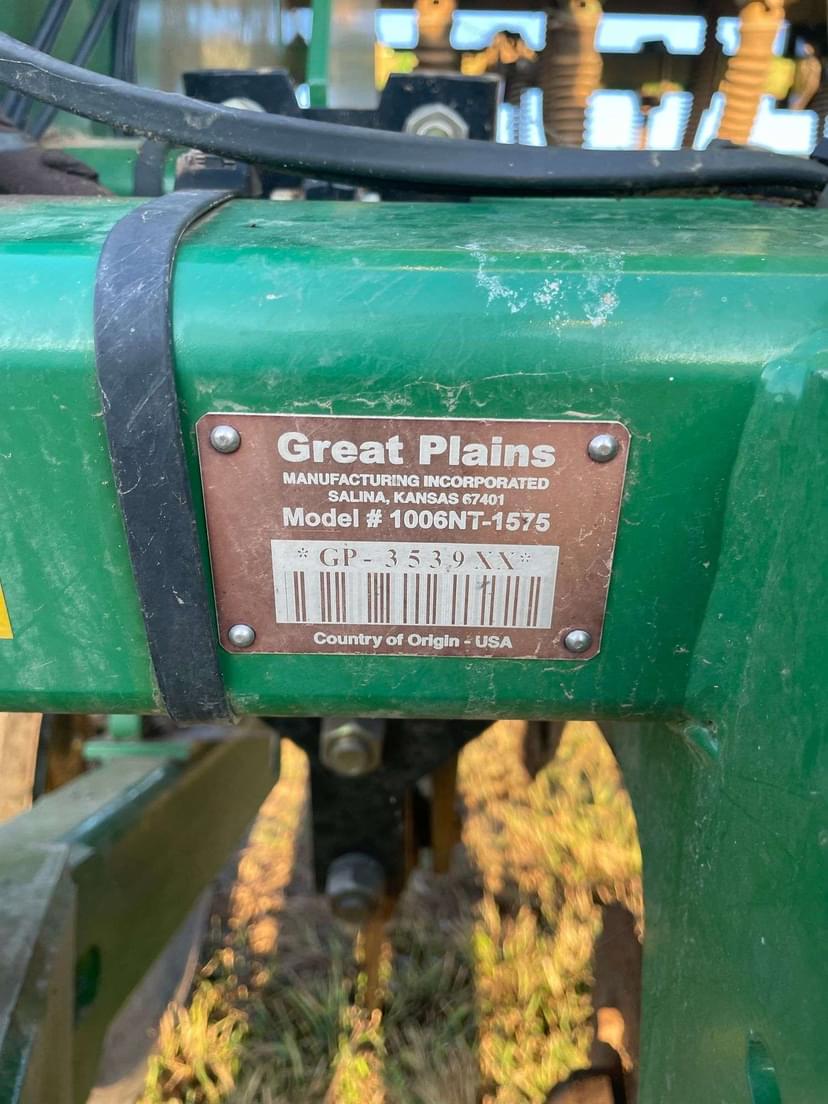 Great Plains
MANUFACTURING INCORPORATED
SALINA, KANSAS 67401
Model # 1006NT-1575
*GP-3539XX*
Country of Origin - USA